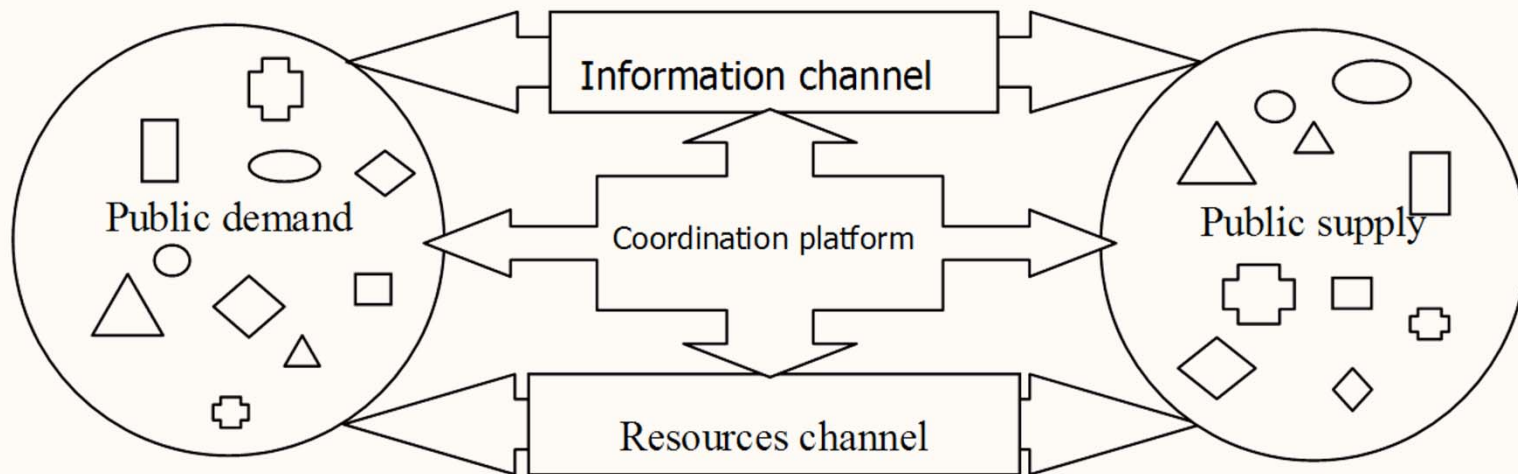 Information channel
Public demand
Coordination platform
Public supply
Resources channel